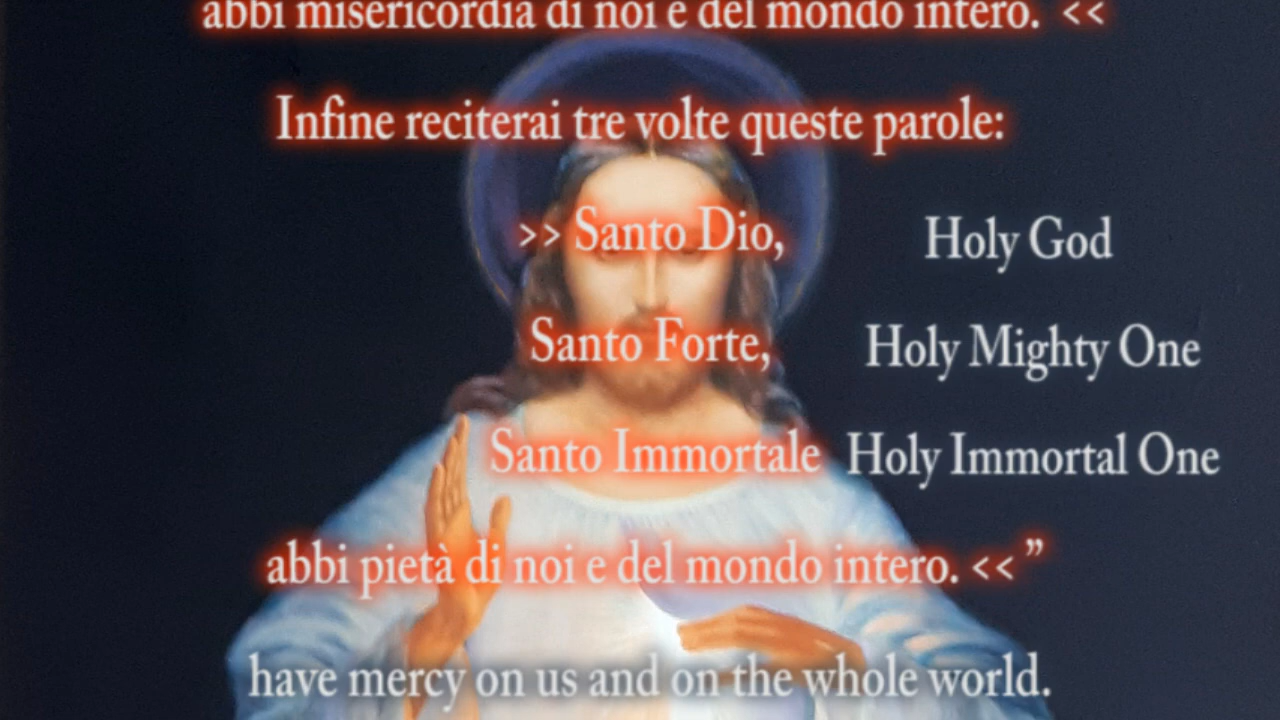 abbi misericordia di noi e del mondo intero. <<
Infine reciterai tre volte queste parole:
>> Santo Dio, Holy God
Santo Forte, Holy Mighty One
Santo Immortale Holy Immortal One
abbi pietà di noi e del mondo intero. <<”
have mercy on us and on the whole world.